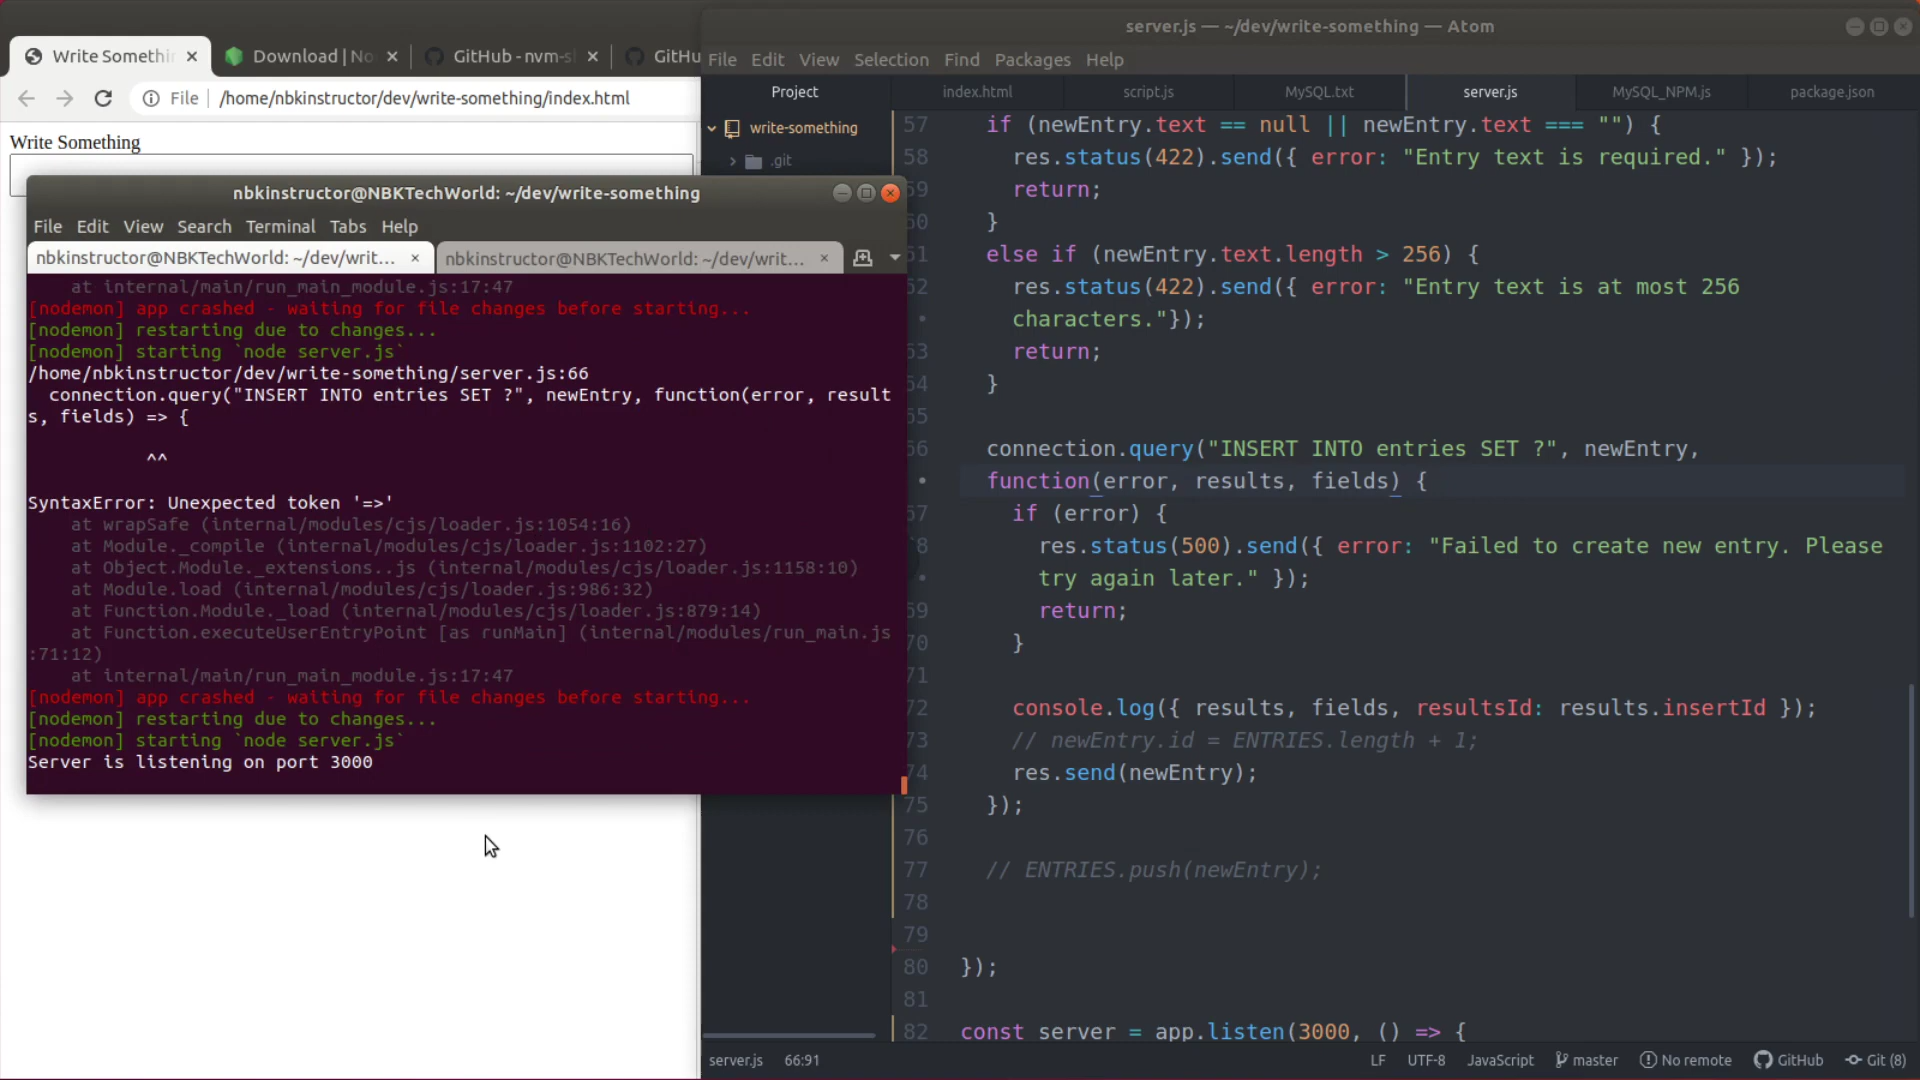 Write Somethin
Download | No
GitHub - nvm-s
GitHu
File
/home/nbkinstructor/dev/write-something/index.html
Write Something
nbkinstructor@NBKTechWorld: ~/dev/write-something
File Edit View Search Terminal Tabs Help
nbkinstructor@NBKTechWorld: ~/dev/writ...
nbkinstructor@NBKTechWorld: ~/dev/writ...
at internal/main/run_main_module.js:17:47
[nodemon] app crashed - waiting for file changes before starting...
[nodemon] restarting due to changes...
[nodemon] starting `node server.js`
/home/nbkinstructor/dev/write-something/server.js:66
connection.query("INSERT INTO entries SET ?", newEntry, function(error, result
s, fields) => {
^^
SyntaxError: Unexpected token '=>'
at wrapSafe (internal/modules/cjs/loader.js:1054:16)
at Module._compile (internal/modules/cjs/loader.js:1102:27)
at Object.Module._extensions..js (internal/modules/cjs/loader.js:1158:10)
at Module.load (internal/modules/cjs/loader.js:986:32)
at Function.Module._load (internal/modules/cjs/loader.js:879:14)
at Function.executeUserEntryPoint [as runMain] (internal/modules/run_main.js
:71:12)
at internal/main/run_main_module.js:17:47
[nodemon] app crashed - waiting for file changes before starting...
[nodemon] restarting due to changes...
[nodemon] starting `node server.js`
Server is listening on port 3000
server.js — ~/dev/write-something — Atom
File Edit View Selection Find Packages Help
Project
index.html
script.js
MySQL.txt
server.js
MySQL_NPM.js
package.json
write-something
.git
57 if (newEntry.text == null || newEntry.text === "") {
58 res.status(422).send({ error: "Entry text is required." });
59 return;
60 }
61 else if (newEntry.text.length > 256) {
62 res.status(422).send({ error: "Entry text is at most 256
• characters."});
63 return;
64 }
65
66 connection.query("INSERT INTO entries SET ?", newEntry,
• function(error, results, fields) {
67 if (error) {
68 res.status(500).send({ error: "Failed to create new entry. Please
• try again later." });
69 return;
70 }
71
72 console.log({ results, fields, resultsId: results.insertId });
73 // newEntry.id = ENTRIES.length + 1;
74 res.send(newEntry);
75 });
76
77 // ENTRIES.push(newEntry);
78
79
80 });
81
82 const server = app.listen(3000, () => {
server.js 66:91
LF UTF-8 JavaScript master No remote GitHub Git (8)